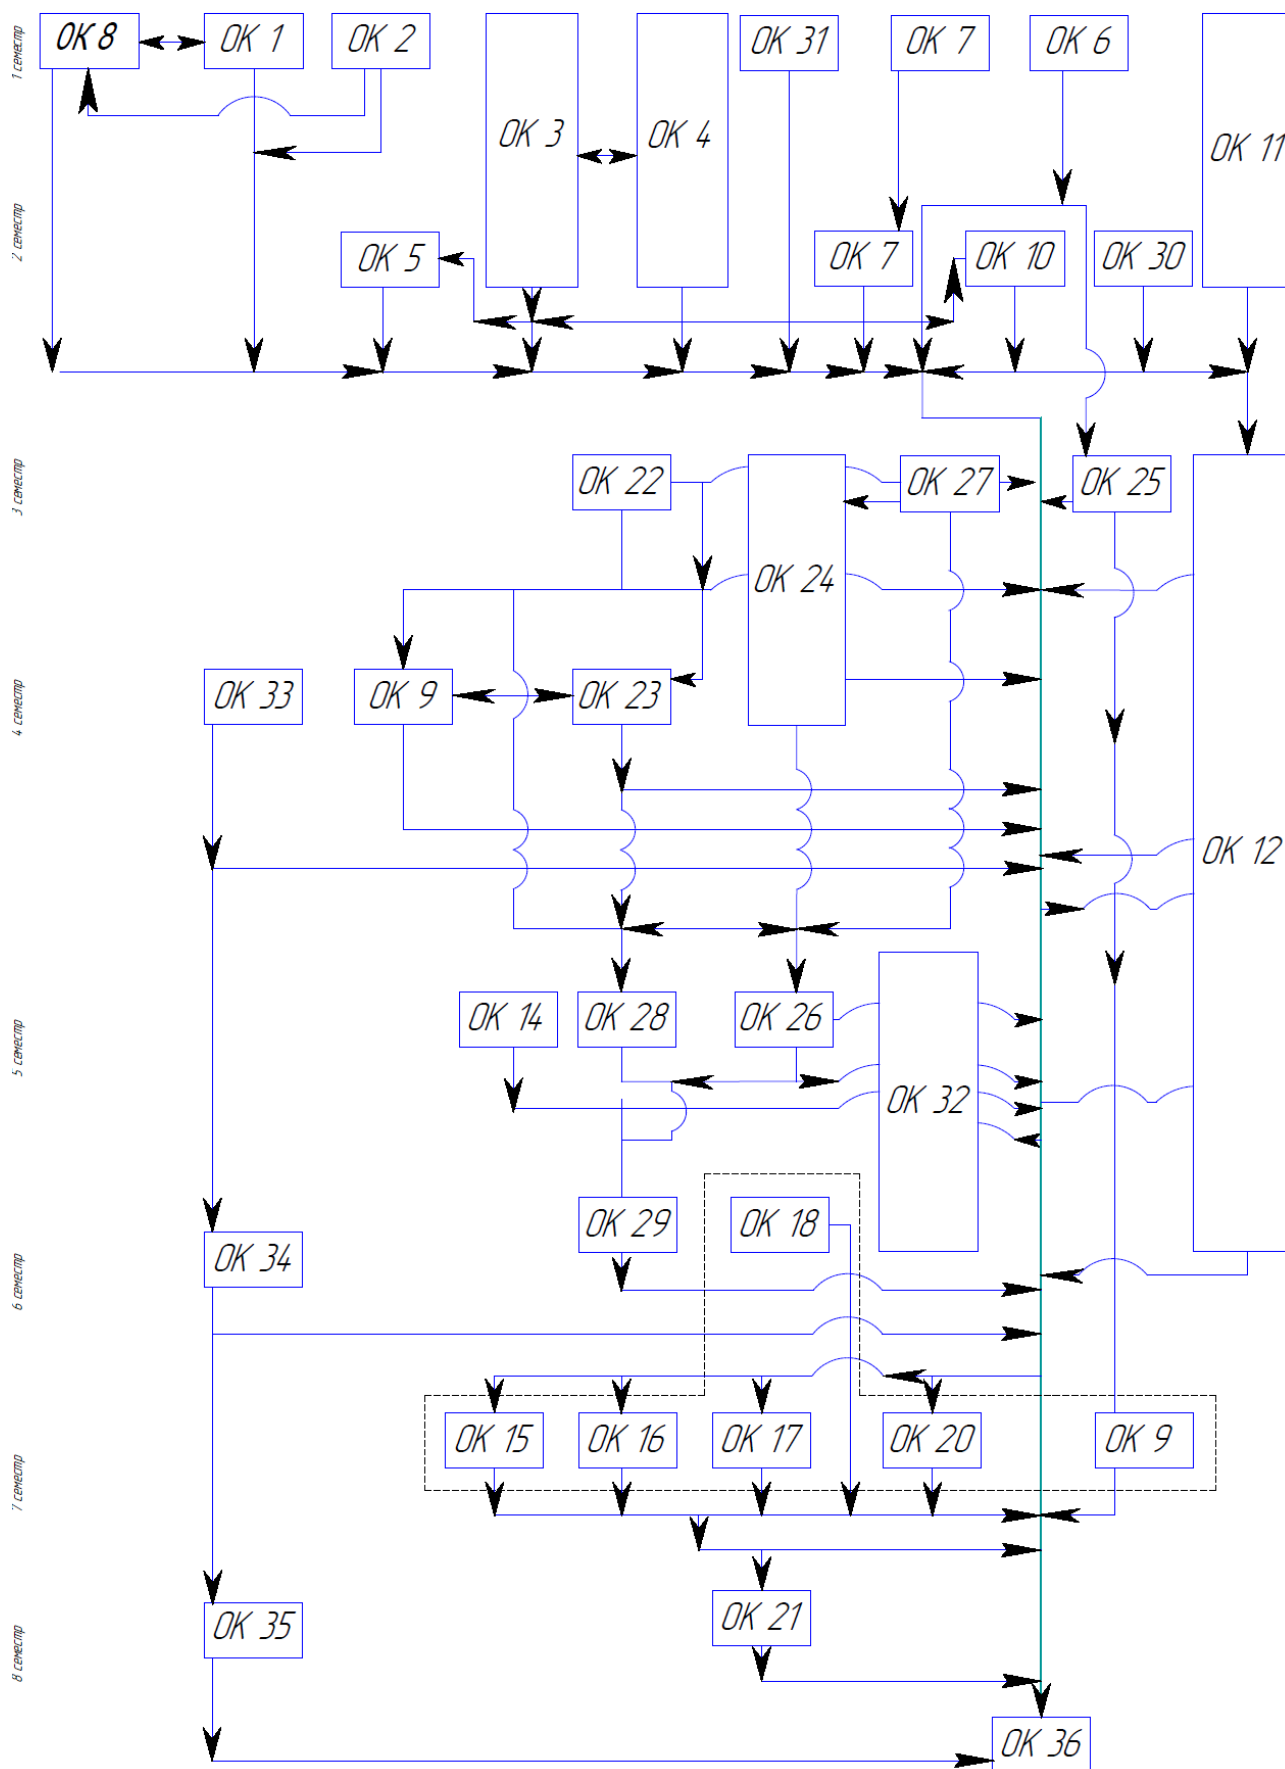 1 семестр
ОК 8
ОК 1
ОК 2
ОК 3
ОК 4
ОК 31
ОК 7
ОК 6
ОК 11
2 семестр
ОК 5
ОК 7
ОК 10
ОК 30
3 семестр
ОК 22
ОК 24
ОК 27
ОК 25
4 семестр
ОК 33
ОК 9
ОК 23
ОК 12
5 семестр
ОК 14
ОК 28
ОК 26
ОК 32
6 семестр
ОК 34
ОК 29
ОК 18
7 семестр
ОК 15
ОК 16
ОК 17
ОК 20
ОК 9
8 семестр
ОК 35
ОК 21
ОК 36